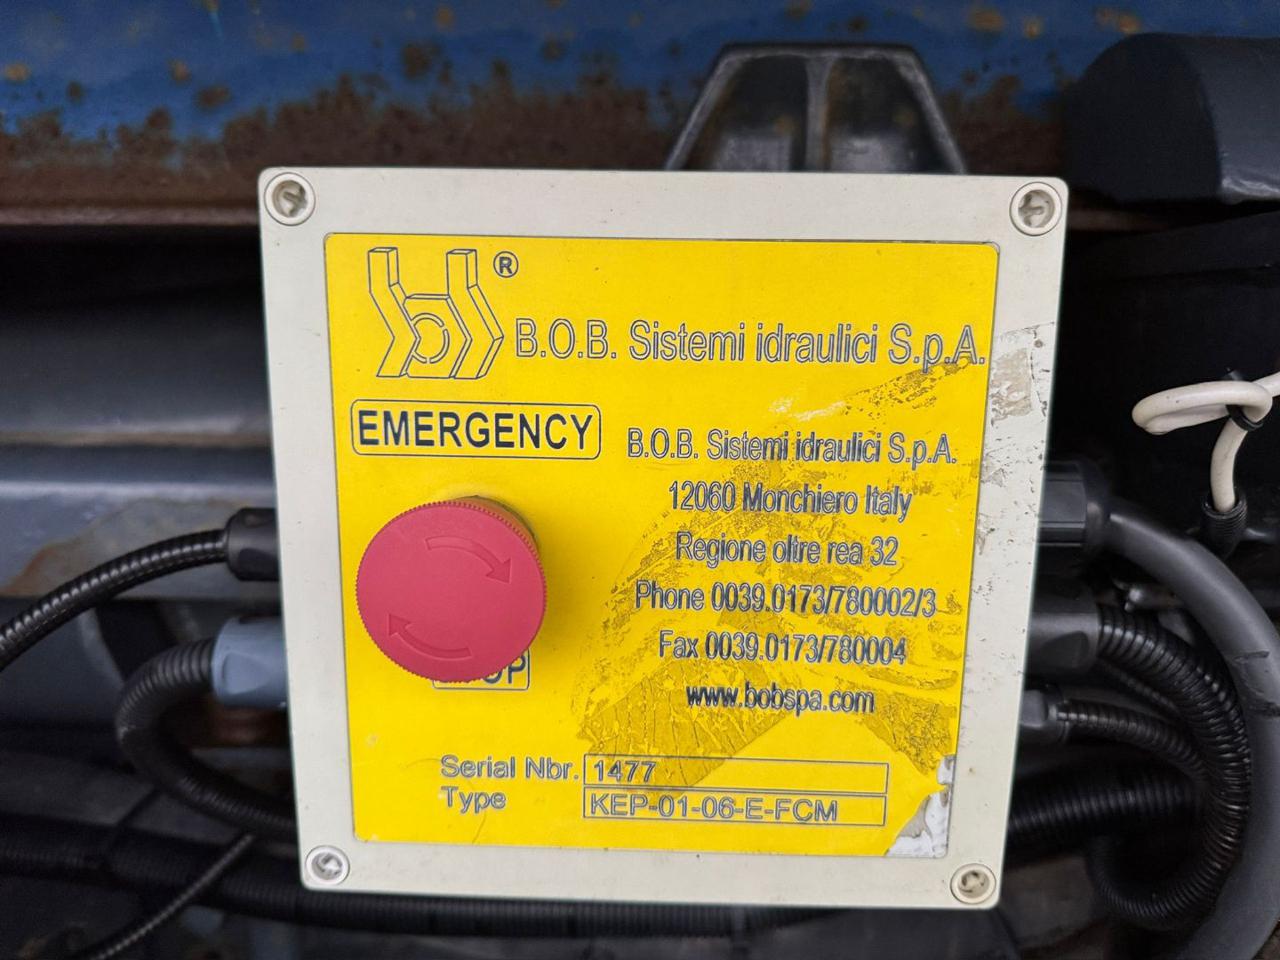 ®
B.O.B. Sistemi idraulici S.p.A.
EMERGENCY
B.O.B. Sistemi idraulici S.p.A.
12060 Monchiero Italy
Regione oltre rea 32
Phone 0039.0173/780002/3
Fax 0039.0173/780004
www.bobspa.com
Serial Nbr. 1477
Type KEP-01-06-E-FCM